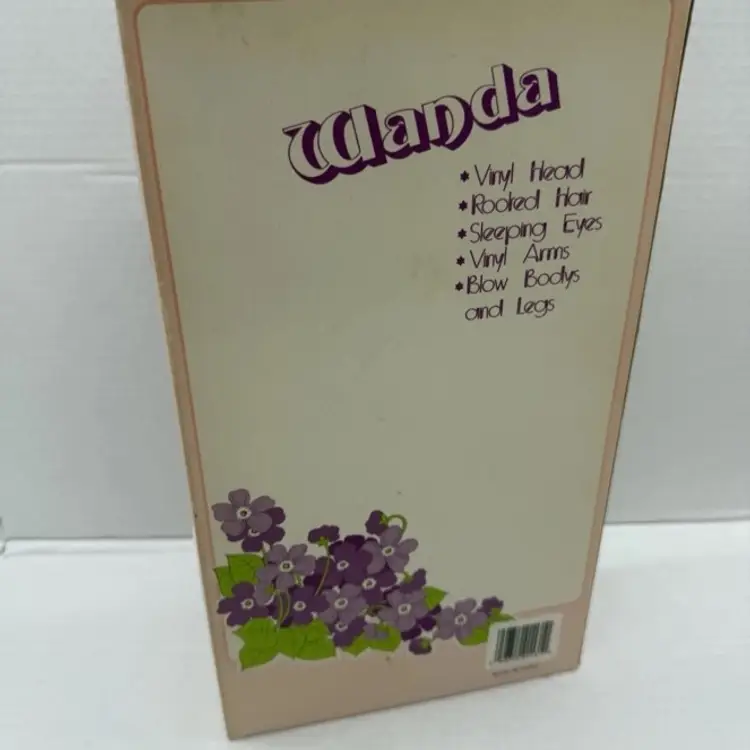 Wanda
* Vinyl Head
* Rooted Hair
* Sleeping Eyes
* Vinyl Arms
* Blow Bodys
and Legs